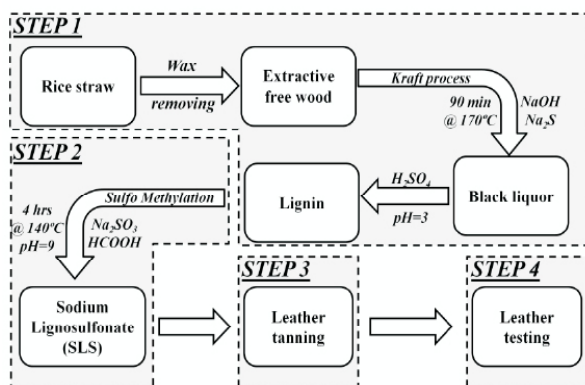 STEP 1
Rice straw
Wax
removing
Extractive
free wood
Kraft process
90 min
@ 170ºC
NaOH
Na₂S
Black liquor
H₂SO₄
pH=3
Lignin
STEP 2
Sulfo Methylation
4 hrs
@ 140ºC
pH=9
Na₂SO₃
HCOOH
Sodium
Lignosulfonate
(SLS)
STEP 3
Leather
tanning
STEP 4
Leather
testing